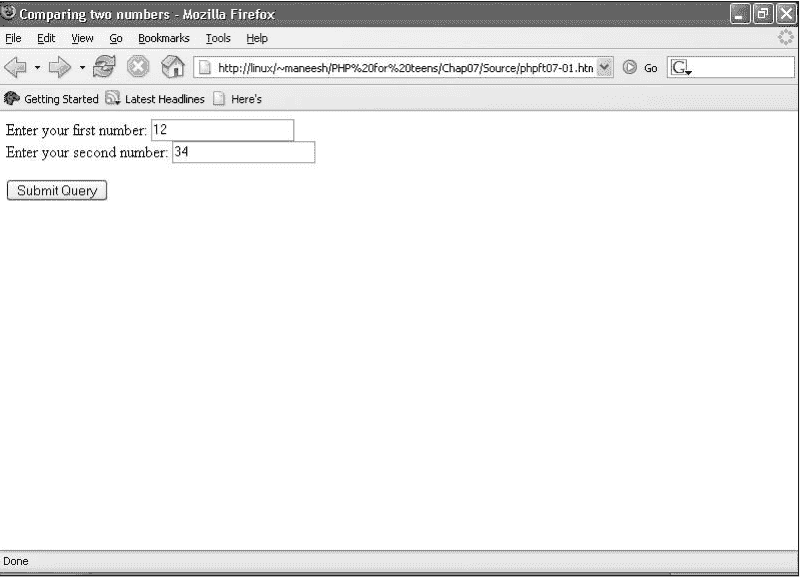 Comparing two numbers - Mozilla Firefox
File Edit View Go Bookmarks Tools Help
http://linux/~maneesh/PHP%20for%20teens/Chap07/Source/phpft07-01.htm Go G
Getting Started Latest Headlines Here's
Enter your first number: 12
Enter your second number: 34
Submit Query
Done